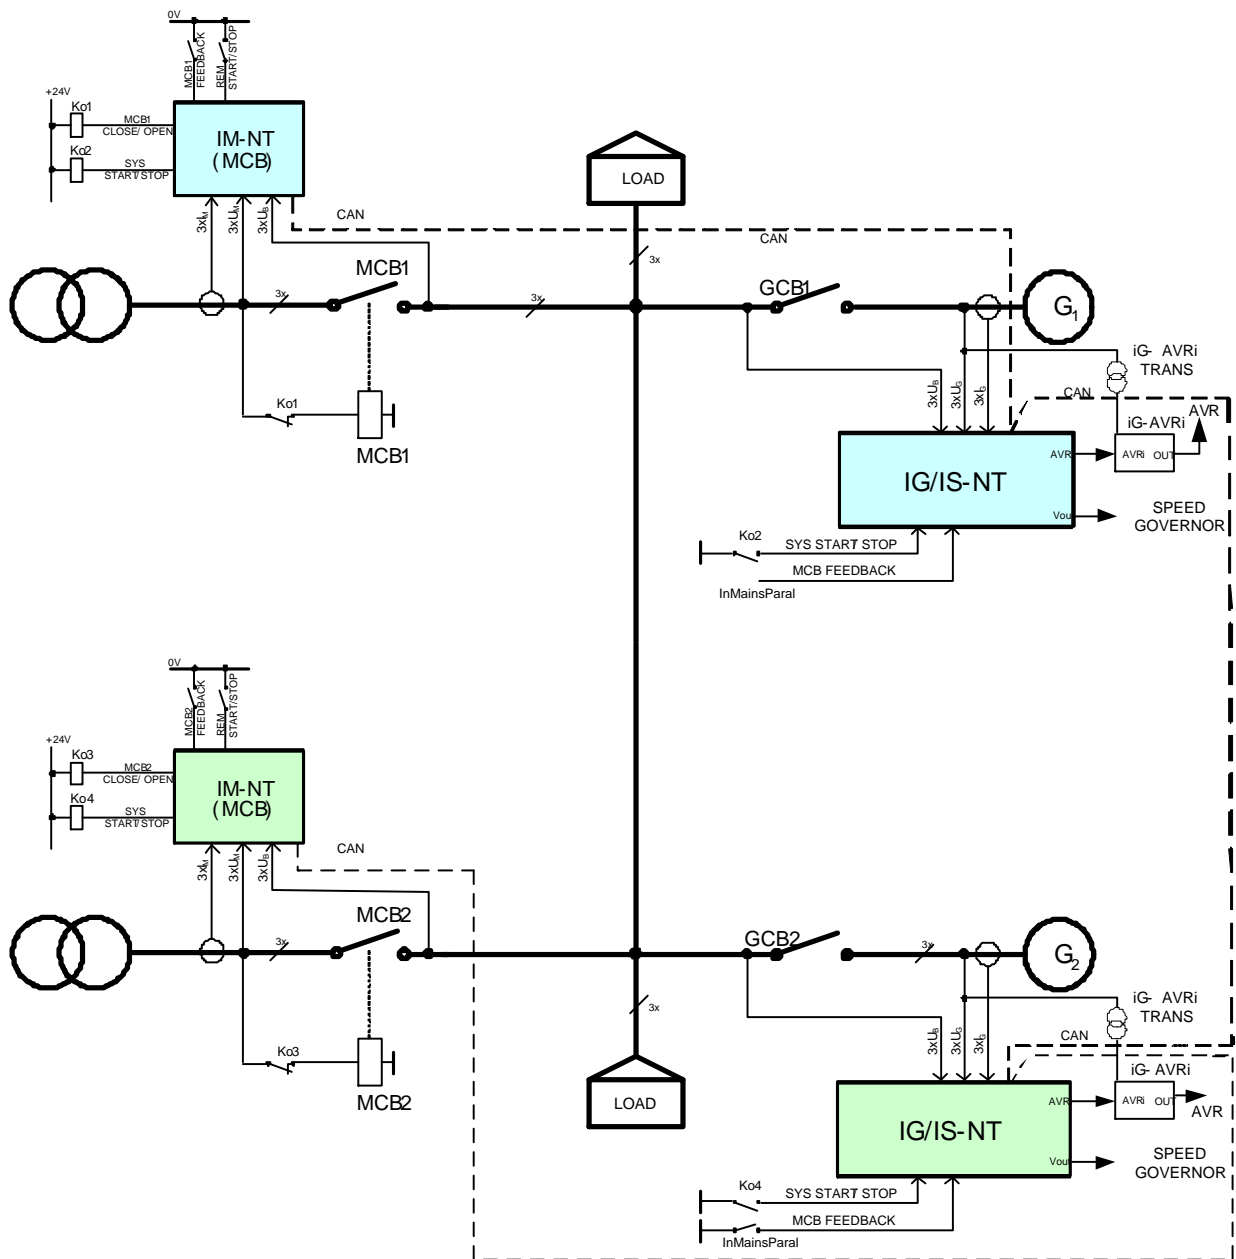 0V
MCB1
FEEDBACK
REM
START/STOP
+24V
Ko1
MCB1
CLOSE/ OPEN
Ko2
SYS
START/STOP
IM-NT
(MCB)
3xIM
3xUM
3xUB
CAN
CAN
LOAD
3x
MCB1
3x
3x
GCB1
G1
Ko1
MCB1
iG- AVRi
TRANS
3xUB
3xUG
3xIG
CAN
iG-AVRi
AVR
IG/IS-NT
AVR
AVRi
OUT
Vou
SPEED
GOVERNOR
Ko2
SYS START/ STOP
MCB FEEDBACK
InMainsParal
0V
MCB2
FEEDBACK
REM
START/STOP
+24V
Ko3
MCB2
CLOSE/ OPEN
Ko4
SYS
START/STOP
IM-NT
(MCB)
3xIM
3xUM
3xUB
CAN
MCB2
3x
GCB2
3x
G2
3x
Ko3
MCB2
LOAD
iG- AVRi
TRANS
3xUB
3xUG
3xIG
CAN
iG- AVRi
IG/IS-NT
AVR
AVRi
OUT
AVR
Vout
SPEED
GOVERNOR
Ko4
SYS START/ STOP
MCB FEEDBACK
InMainsParal